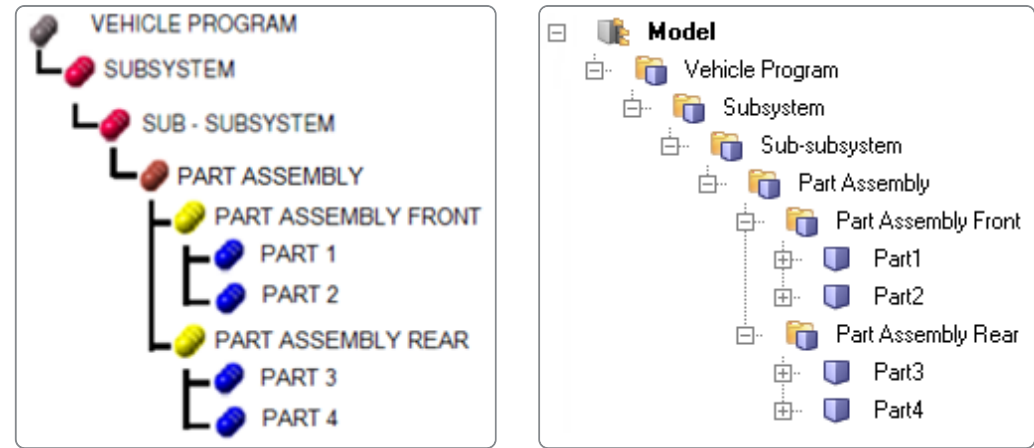 VEHICLE PROGRAM
SUBSYSTEM
SUB - SUBSYSTEM
PART ASSEMBLY
PART ASSEMBLY FRONT
PART 1
PART 2
PART ASSEMBLY REAR
PART 3
PART 4
Model
Vehicle Program
Subsystem
Sub-subsystem
Part Assembly
Part Assembly Front
Part1
Part2
Part Assembly Rear
Part3
Part4